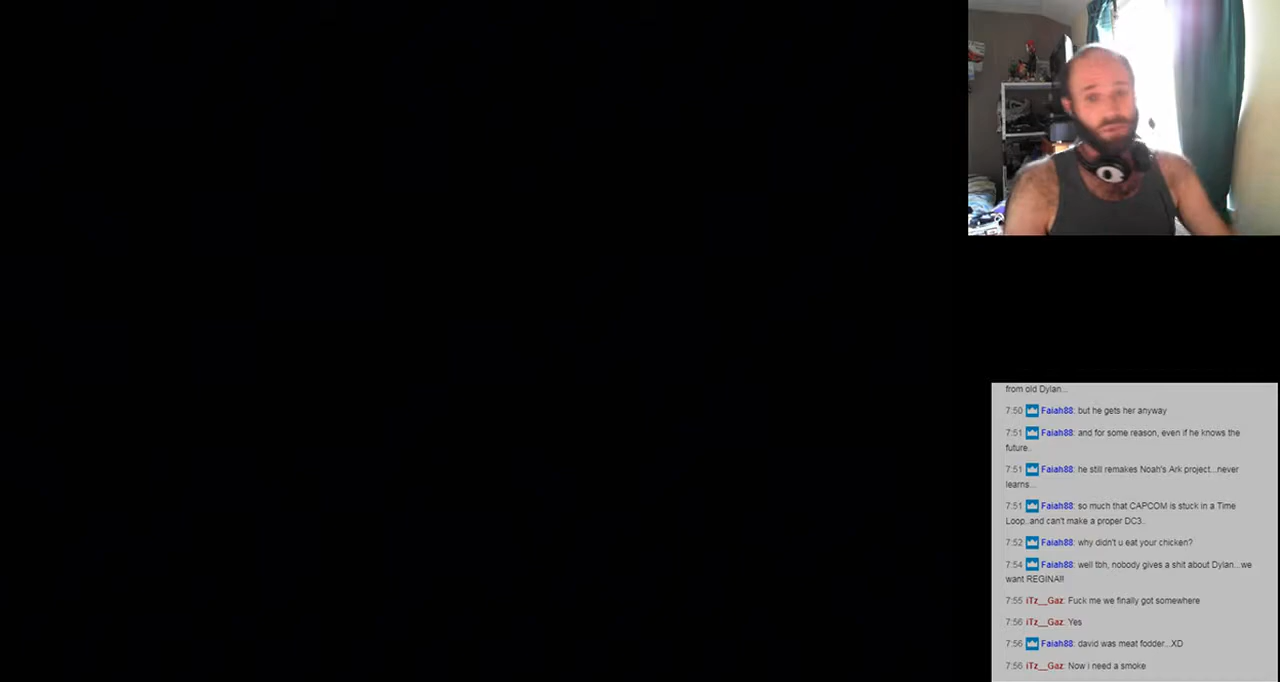 from old Dylan...
7:50 Faiah88: but he gets her anyway
7:51 Faiah88: and for some reason, even if he knows the
future..
7:51 Faiah88: he still remakes Noah's Ark project...never
learns...
7:51 Faiah88: so much that CAPCOM is stuck in a Time
Loop..and can't make a proper DC3..
7:52 Faiah88: why didn't u eat your chicken?
7:54 Faiah88: well tbh, nobody gives a shit about Dylan...we
want REGINA!!
7:55 iTz__Gaz: Fuck me we finally got somewhere
7:56 iTz__Gaz: Yes
7:56 Faiah88: david was meat fodder...XD
7:56 iTz__Gaz: Now i need a smoke